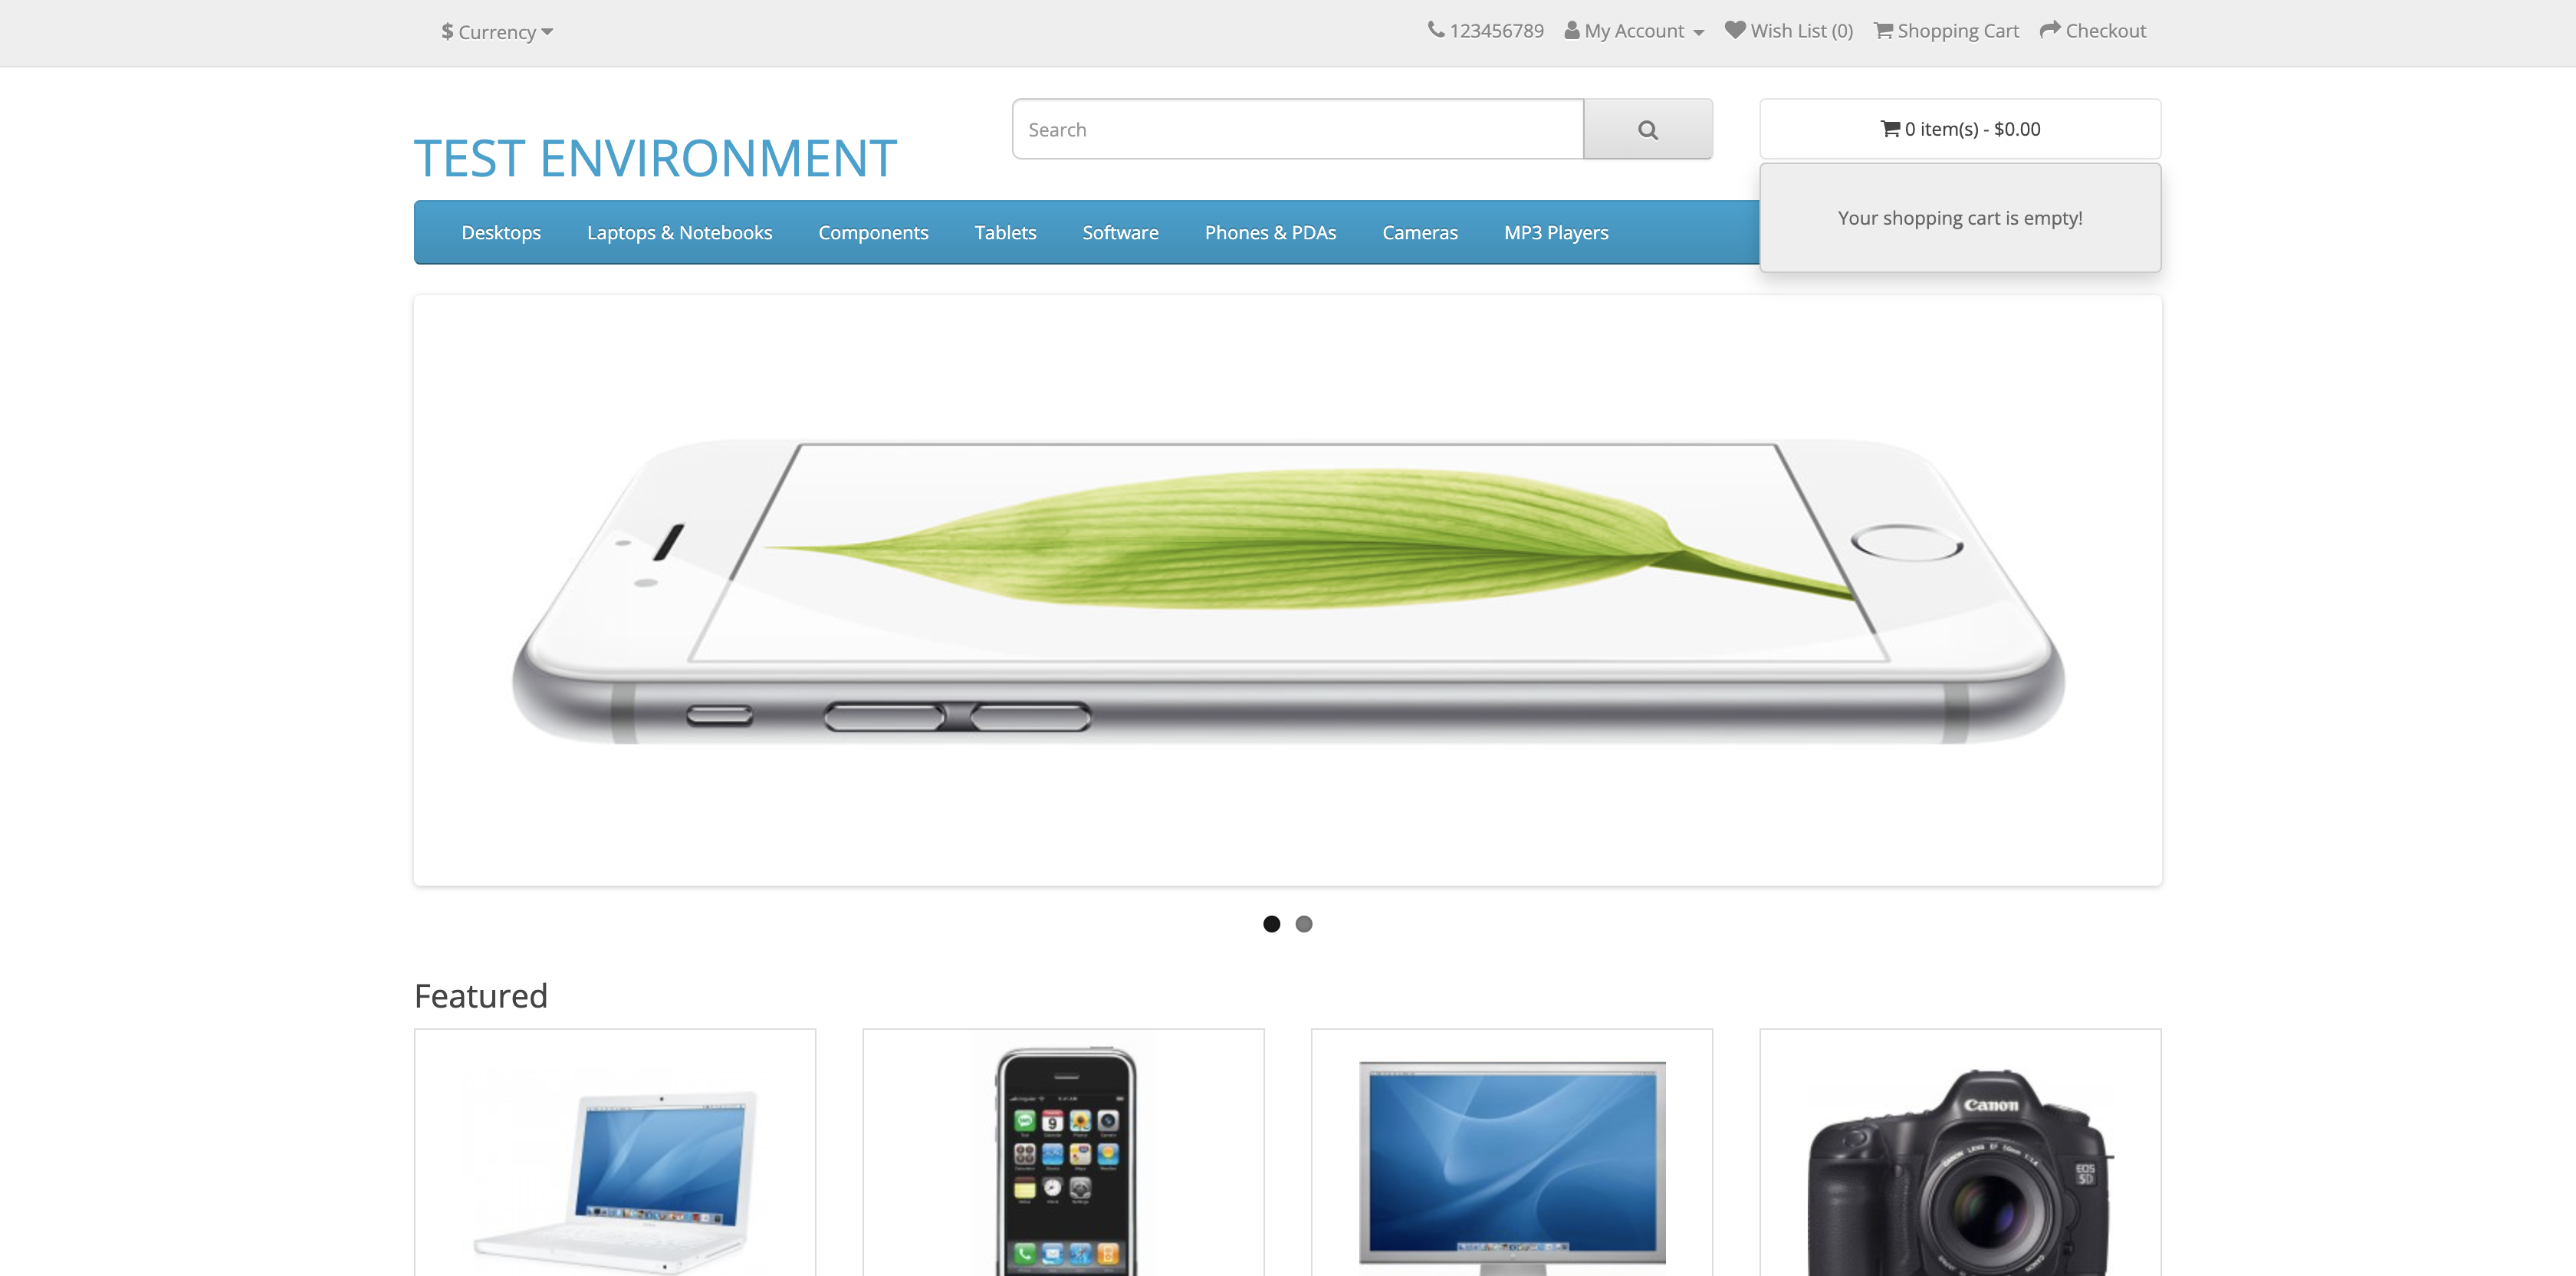 $ Currency
123456789 My Account Wish List (0) Shopping Cart Checkout
Search
0 item(s) - $0.00
TEST ENVIRONMENT
Your shopping cart is empty!
Desktops Laptops & Notebooks Components Tablets Software Phones & PDAs Cameras MP3 Players
Featured
Canon
EOS
5D